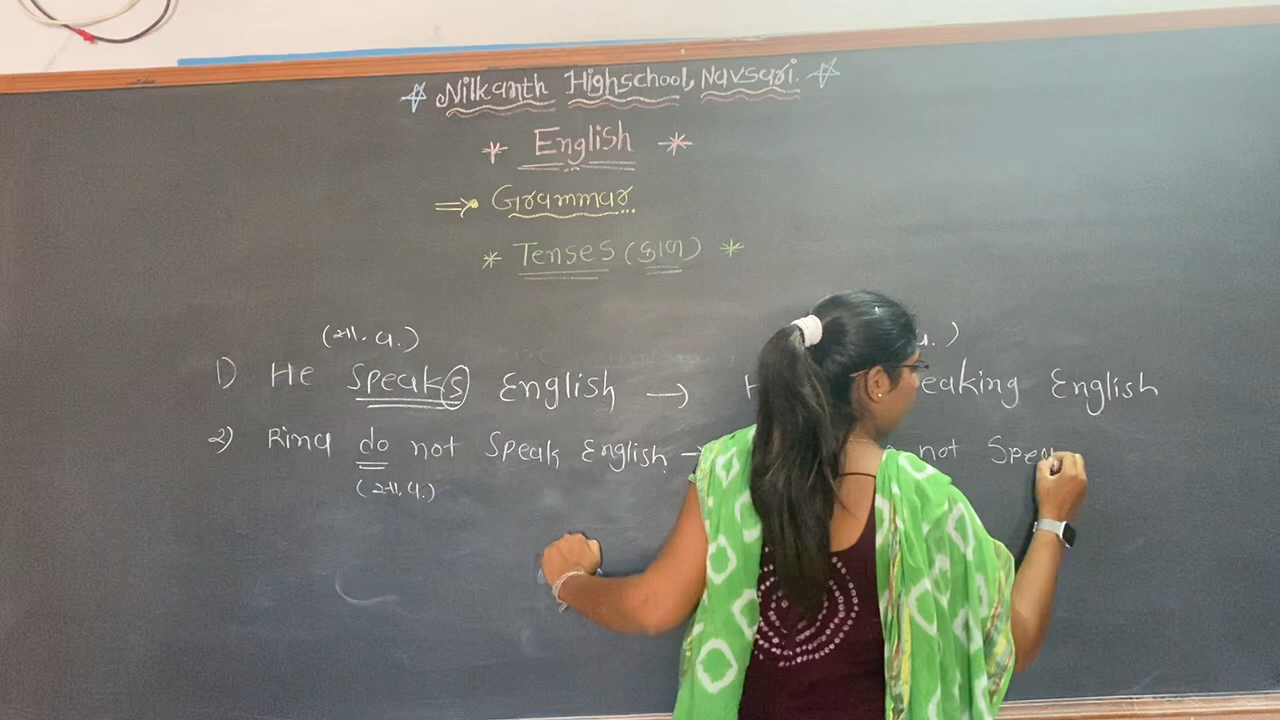 Nilkanth Highschool, Navsari.
* English *
⇒ Grammar
* Tenses (કાળ) *
(સા. વ.)
1) He Speaks English → eaking English
2) Rina do not Speak English → not Spea
(સા. વ.)